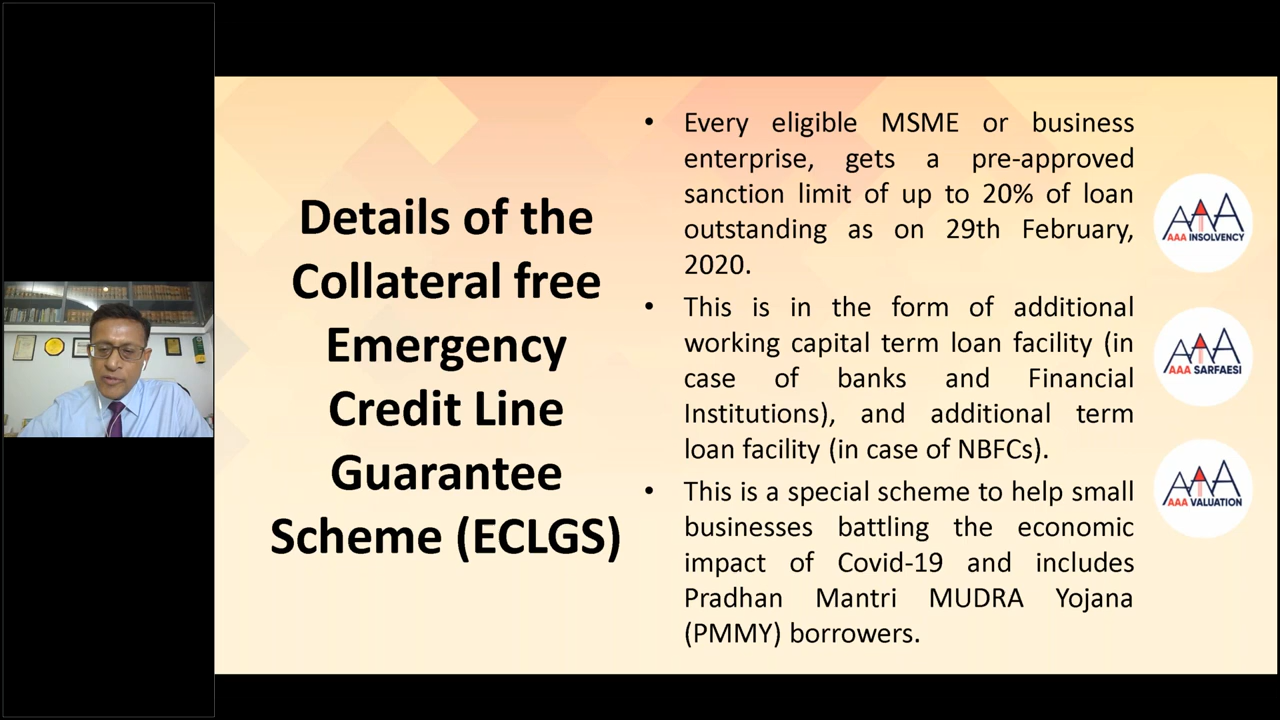 Details of the
Collateral free
Emergency
Credit Line
Guarantee
Scheme (ECLGS)
• Every eligible MSME or business
enterprise, gets a pre-approved
sanction limit of up to 20% of loan
outstanding as on 29th February,
2020.
• This is in the form of additional
working capital term loan facility (in
case of banks and Financial
Institutions), and additional term
loan facility (in case of NBFCs).
• This is a special scheme to help small
businesses battling the economic
impact of Covid-19 and includes
Pradhan Mantri MUDRA Yojana
(PMMY) borrowers.
AAA
AAA INSOLVENCY
AAA
AAA SARFAESI
AAA
AAA VALUATION